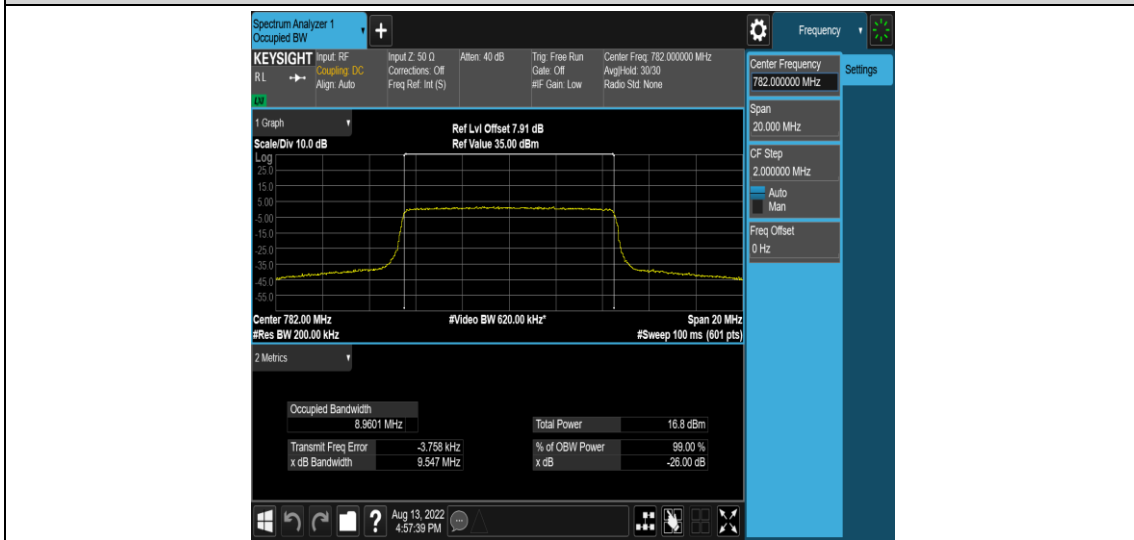 Spectrum Analyzer 1
Occupied BW
+
Frequency
KEYSIGHT
RL
LXI
Input: RF
Coupling: DC
Align: Auto
Input Z: 50 Ω
Corrections: Off
Freq Ref: Int (S)
Atten: 40 dB
Trig: Free Run
Gate: Off
#IF Gain: Low
Center Freq: 782.000000 MHz
Avg|Hold: 30/30
Radio Std: None
Center Frequency
782.000000 MHz
Settings
Span
20.000 MHz
CF Step
2.000000 MHz
Auto
Man
Freq Offset
0 Hz
1 Graph
Scale/Div 10.0 dB
Ref Lvl Offset 7.91 dB
Ref Value 35.00 dBm
Log
25.0
15.0
5.00
-5.00
-15.0
-25.0
-35.0
-45.0
-55.0
Center 782.00 MHz
#Video BW 620.00 kHz*
Span 20 MHz
#Res BW 200.00 kHz
#Sweep 100 ms (601 pts)
2 Metrics
Occupied Bandwidth
8.9601 MHz
Total Power 16.8 dBm
Transmit Freq Error -3.758 kHz
% of OBW Power 99.00 %
x dB Bandwidth 9.547 MHz
x dB -26.00 dB
?
Aug 13, 2022
4:57:39 PM